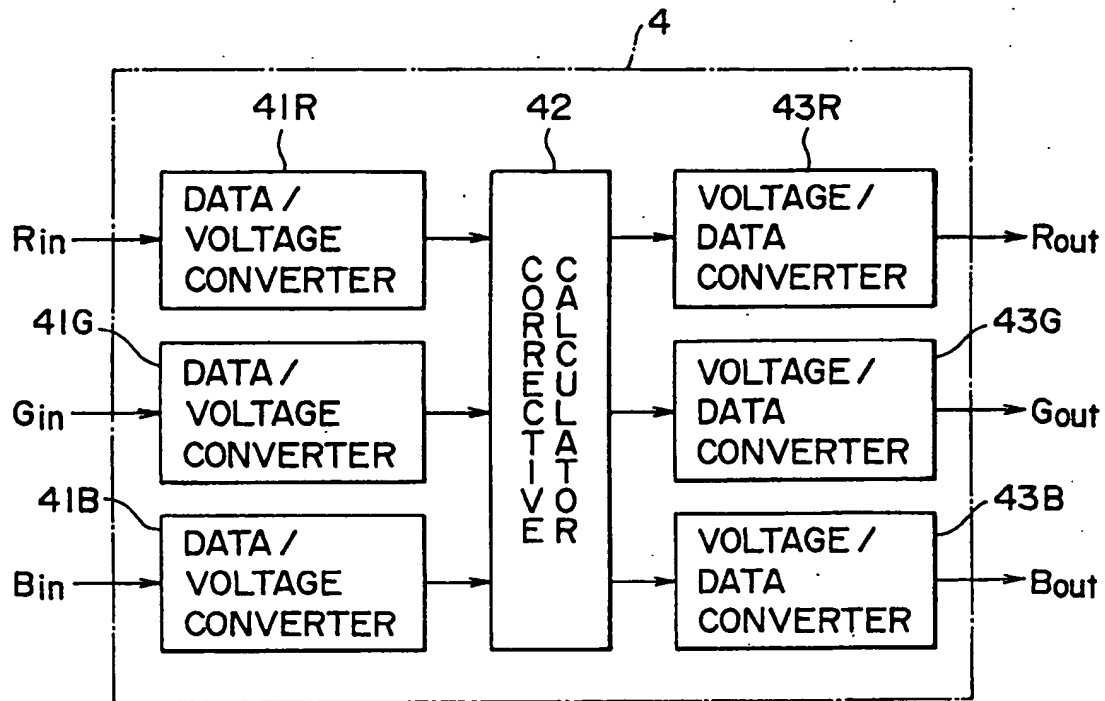 4
41R
42
43R
DATA /
VOLTAGE
CONVERTER
VOLTAGE /
DATA
CONVERTER
Rin
Rout
CORRECTIVE
CALCULATOR
41G
43G
DATA /
VOLTAGE
CONVERTER
VOLTAGE /
DATA
CONVERTER
Gin
Gout
41B
43B
DATA /
VOLTAGE
CONVERTER
VOLTAGE /
DATA
CONVERTER
Bin
Bout